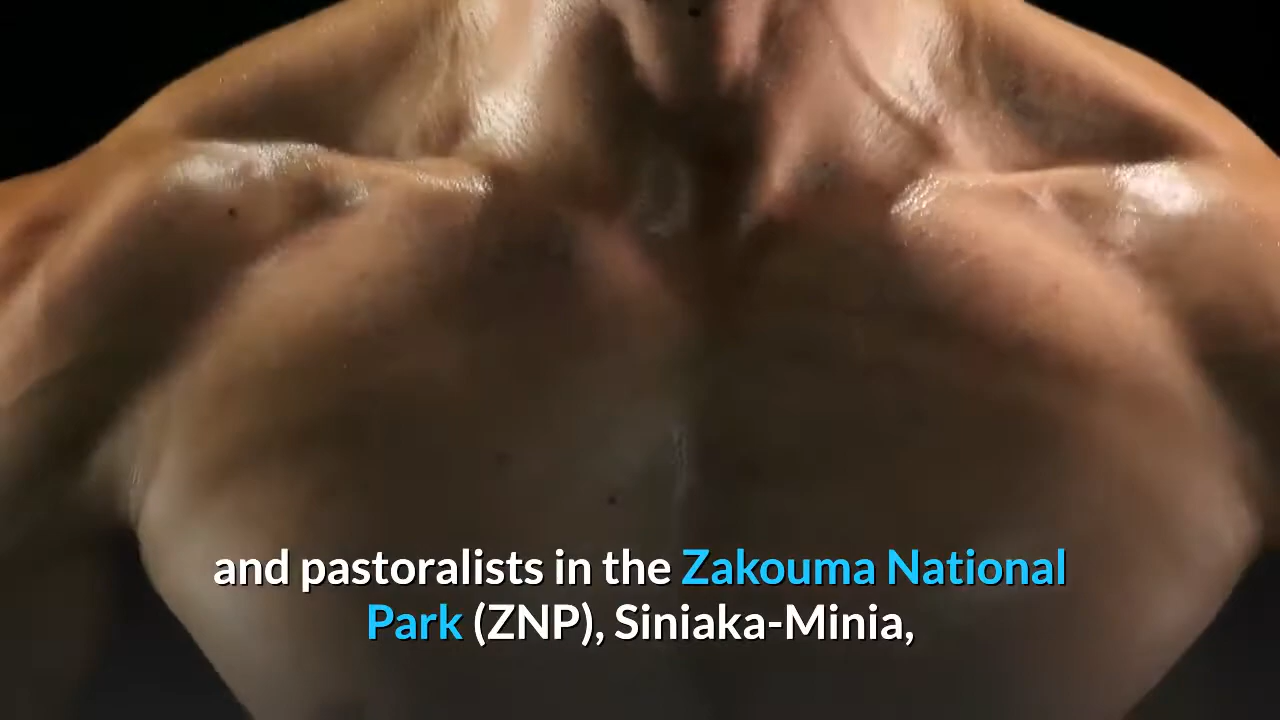 and pastoralists in the Zakouma National
Park (ZNP), Siniaka-Minia,